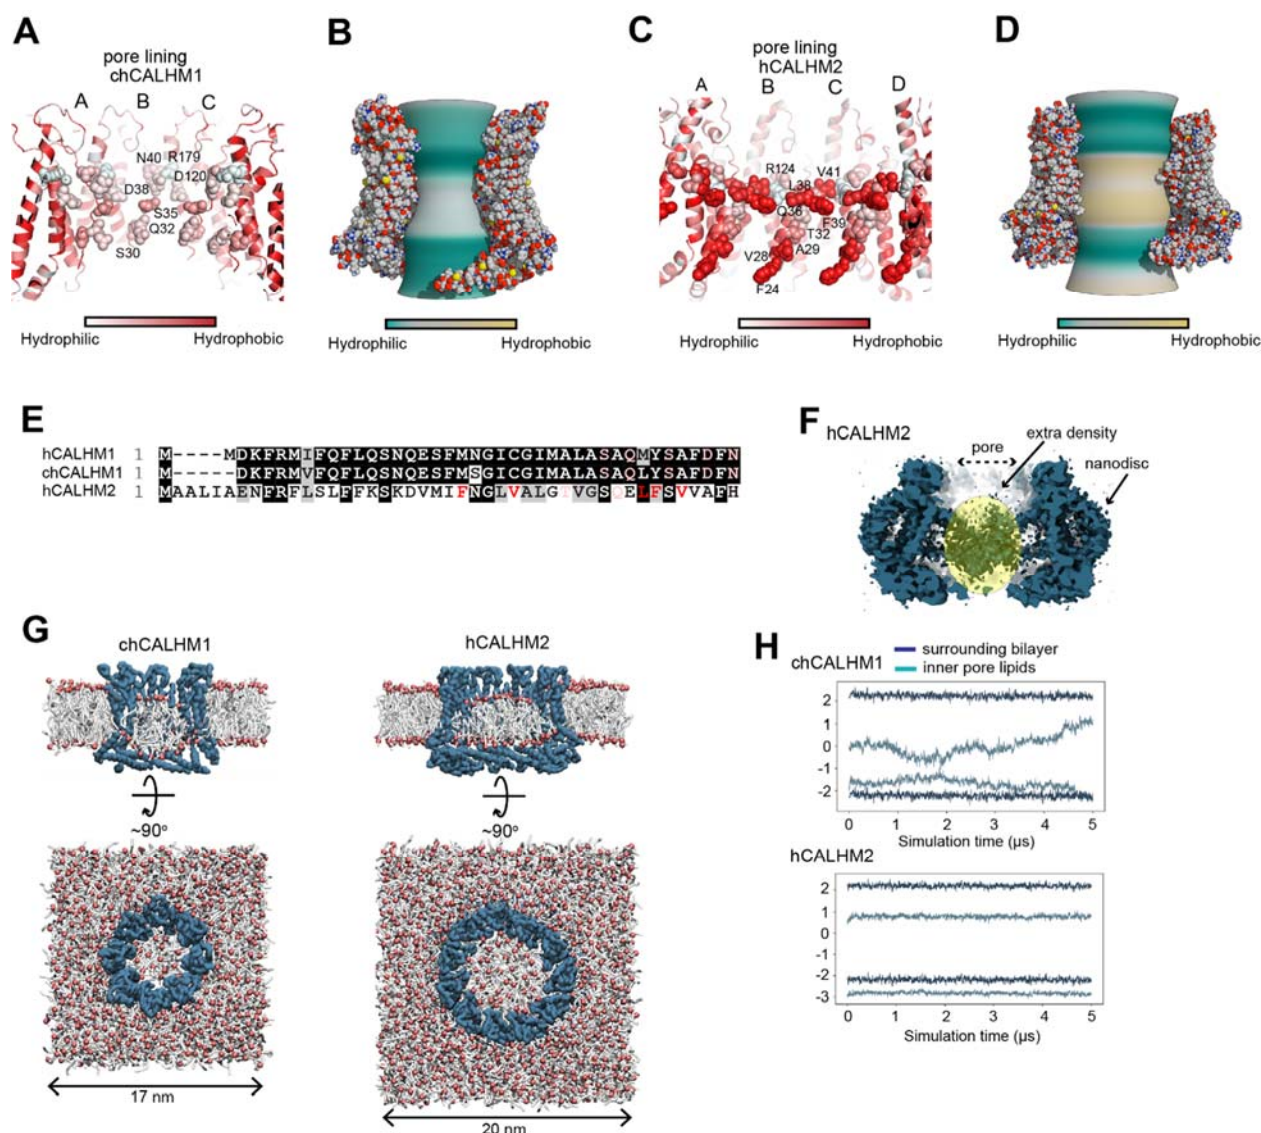 A
pore lining
chCALHM1
A B C
N40 R179
D120
D38
S35
Q32
S30
Hydrophilic Hydrophobic
B
Hydrophilic Hydrophobic
C
pore lining
hCALHM2
A B C D
R124 V41
L38
Q36
F39
T32
V28 A29
F24
Hydrophilic Hydrophobic
D
Hydrophilic Hydrophobic
E
hCALHM1 1 M-----MDKFRMIFQFLQSNQESFMNGICGIMALASAQMYSAFDFN
chCALHM1 1 M-----MDKFRMVFQFLQSNQESFMSGICGIMALASAQLYSAFDFN
hCALHM2 1 MAALIAENFRFLSLFFKSKDVMIFNGLVALGTVGSQELFSVVAFH
F
hCALHM2
pore
extra density
nanodisc
G
chCALHM1
~90°
17 nm
hCALHM2
~90°
20 nm
H
surrounding bilayer
chCALHM1
inner pore lipids
2
1
0
-1
-2
0 1 2 3 4 5
Simulation time (µs)
hCALHM2
2
1
0
-2
-3
0 1 2 3 4 5
Simulation time (µs)